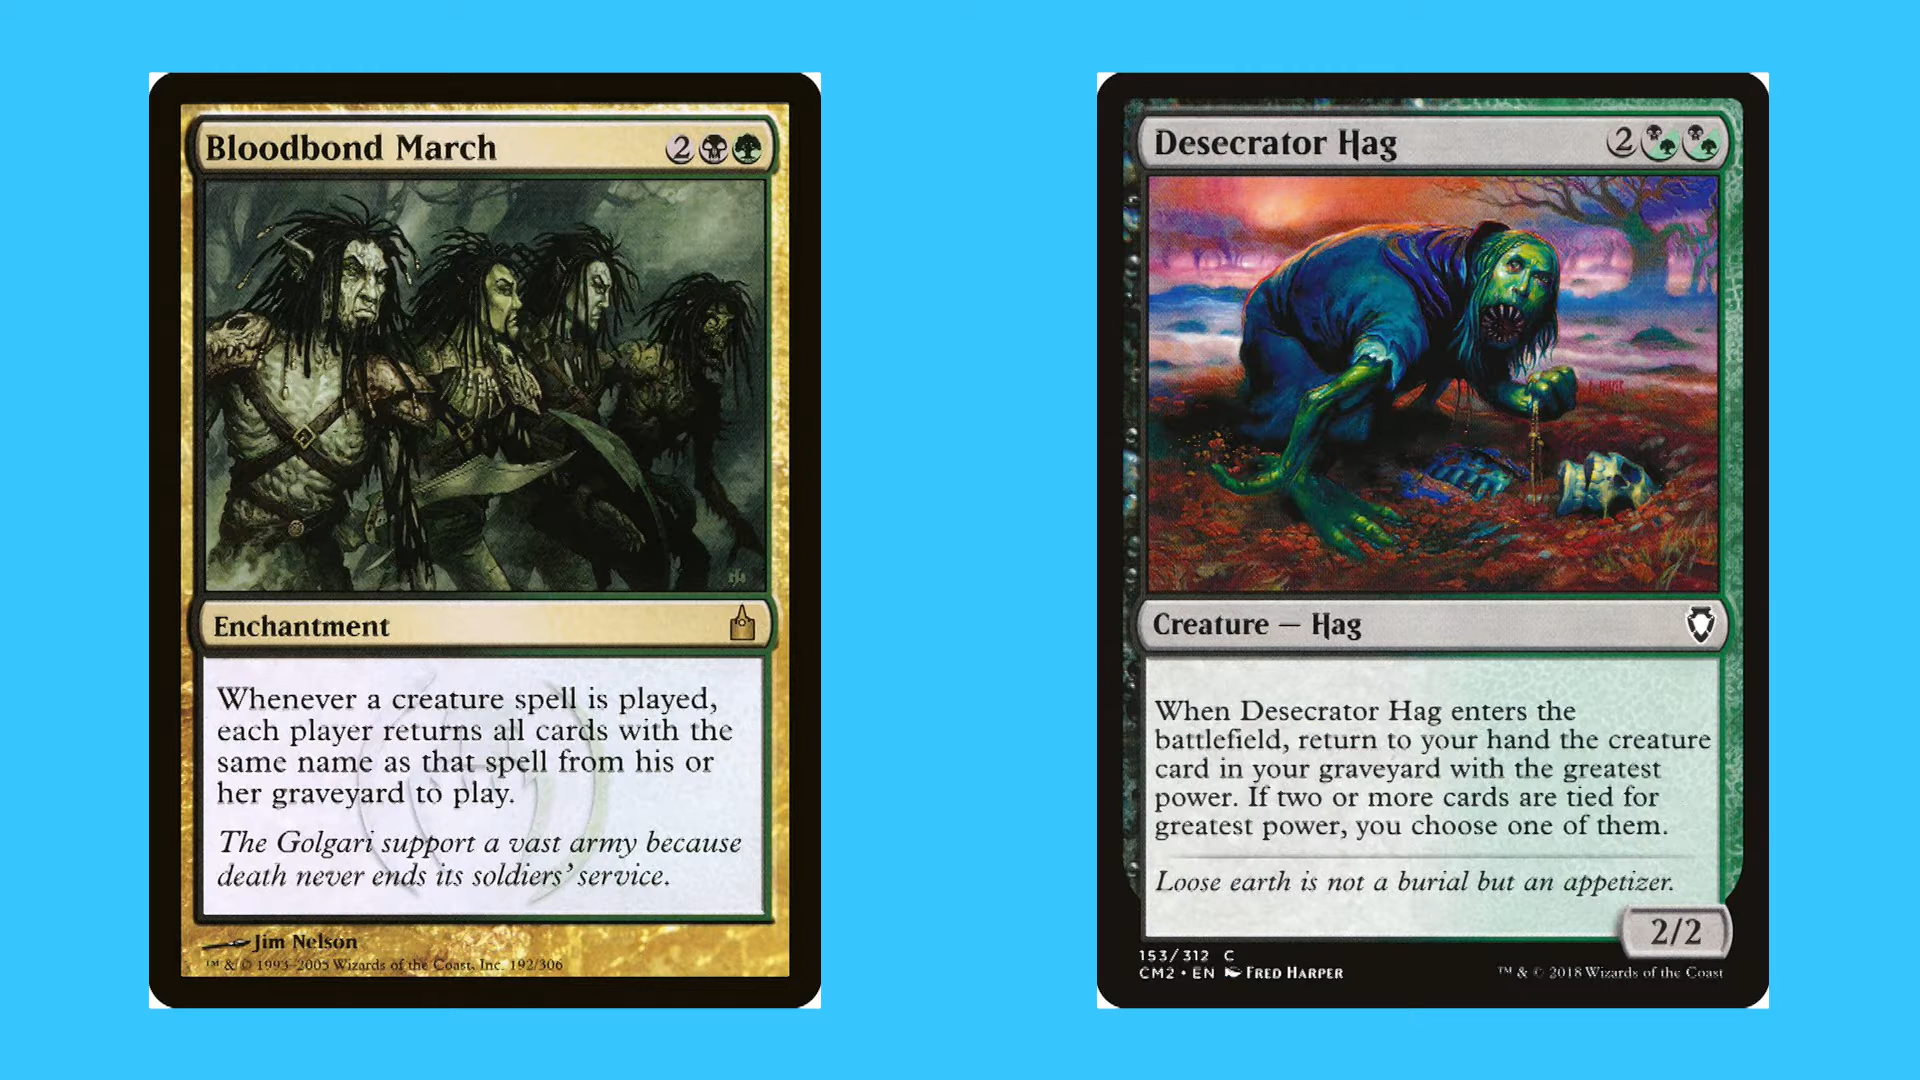 Bloodbond March
2
Enchantment
Whenever a creature spell is played,
each player returns all cards with the
same name as that spell from his or
her graveyard to play.
The Golgari support a vast army because
death never ends its soldiers' service.
Jim Nelson
™ & © 1993–2005 Wizards of the Coast, Inc. 192/306
Desecrator Hag
2
Creature — Hag
When Desecrator Hag enters the
battlefield, return to your hand the creature
card in your graveyard with the greatest
power. If two or more cards are tied for
greatest power, you choose one of them.
Loose earth is not a burial but an appetizer.
2/2
153/312 C
CM2 • EN Fred Harper
™ & © 2018 Wizards of the Coast